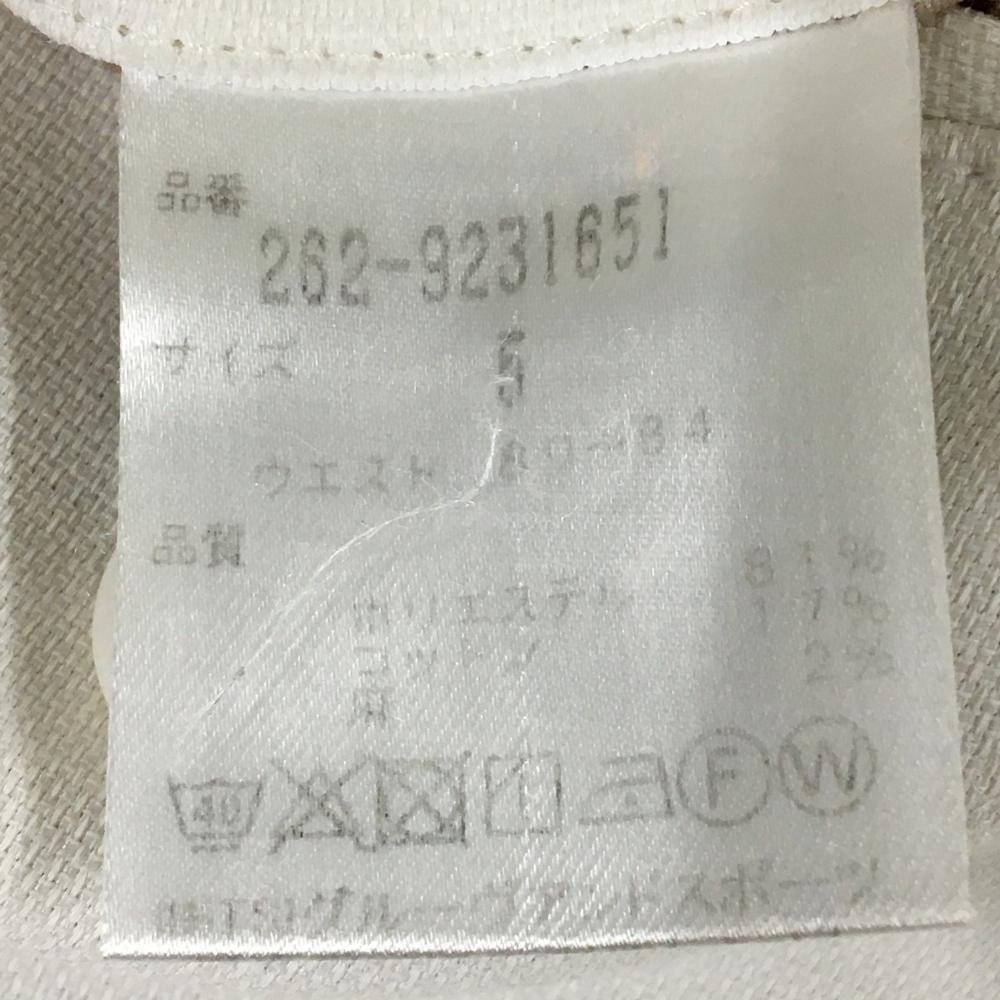 品番
262-9231651
サイズ 5
ウエスト 80~84
品質
ポリエステル 81%
コットン 17%
麻 2%
40 F W
(株)TSIグルーヴアンドスポーツ